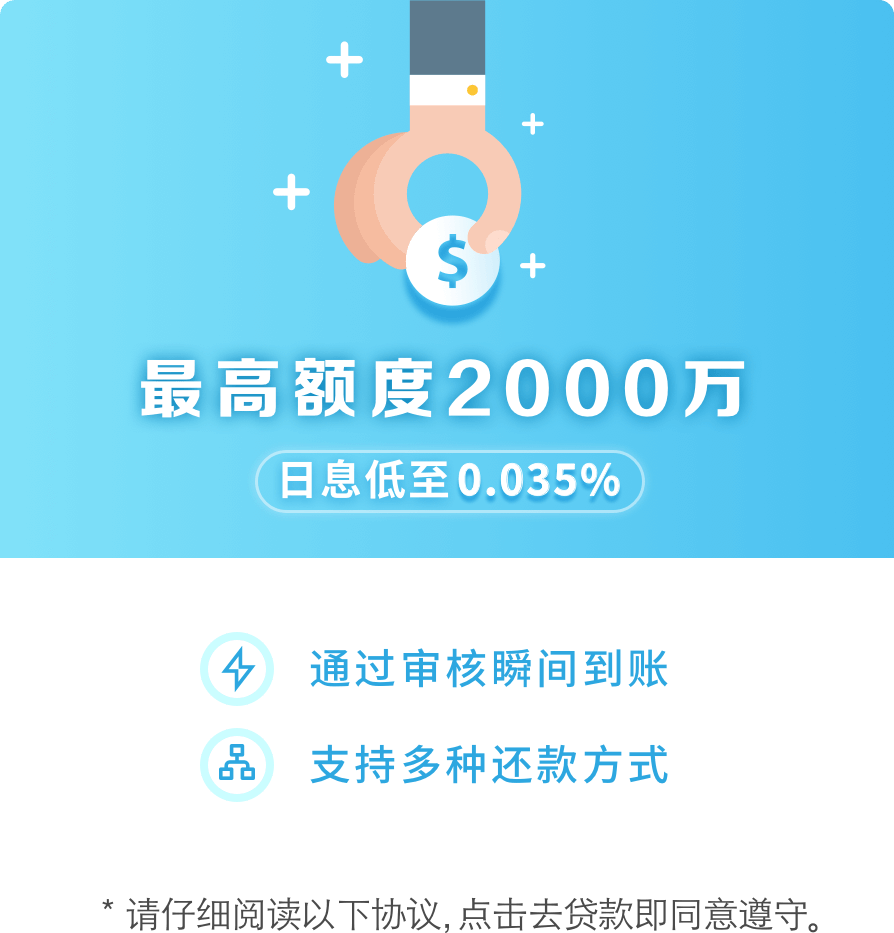 $
最高额度2000万
日息低至0.035%
通过审核瞬间到账
支持多种还款方式
* 请仔细阅读以下协议,点击去贷款即同意遵守。